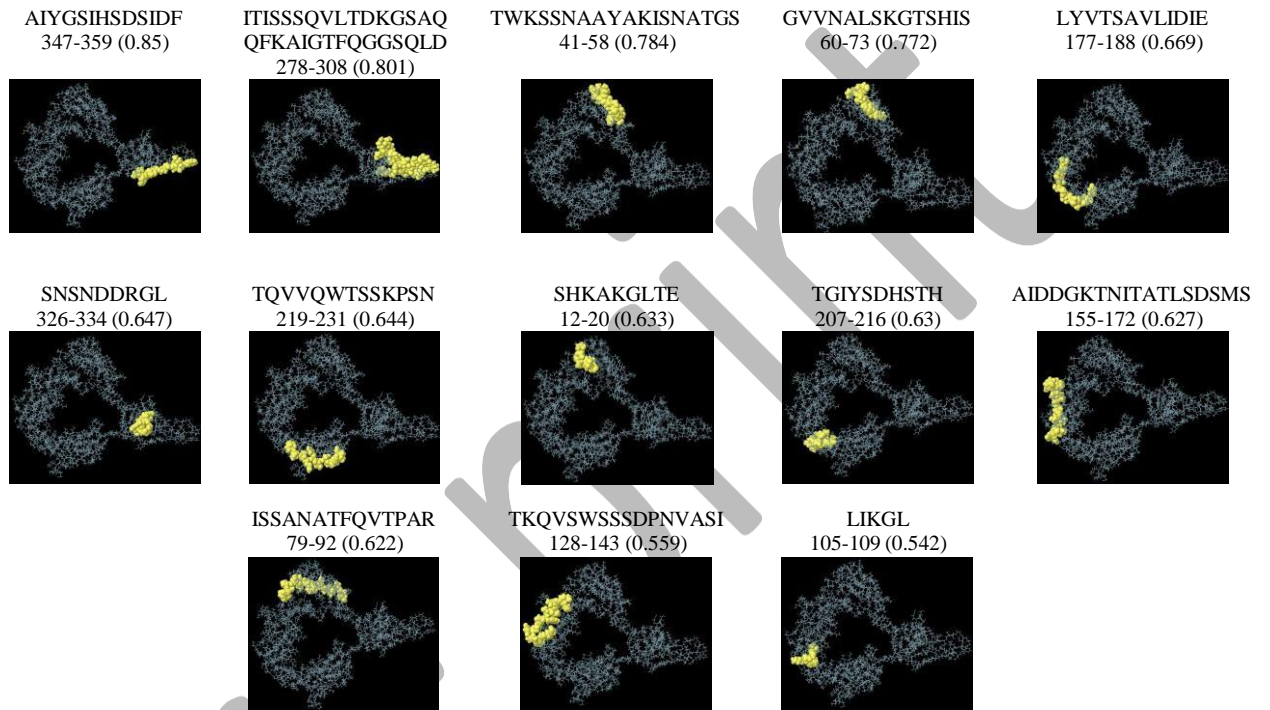 AIYGSIHSDSIDF
347-359 (0.85)
ITISSSQVLTDKGSAQ
QFKAIGTFQGGSQLD
278-308 (0.801)
TWKSSNAAYAKISNATGS
41-58 (0.784)
GVVNALSKGTSHIS
60-73 (0.772)
LYVTSAVLIDIE
177-188 (0.669)
SNSNDDRGL
326-334 (0.647)
TQVVQWTSSKPSN
219-231 (0.644)
SHKAKGLTE
12-20 (0.633)
TGIYSDHSTH
207-216 (0.63)
AIDDGKTNITATLSDSMS
155-172 (0.627)
ISSANATFQVTPAR
79-92 (0.622)
TKQVSWSSSDPNVASI
128-143 (0.559)
LIKGL
105-109 (0.542)